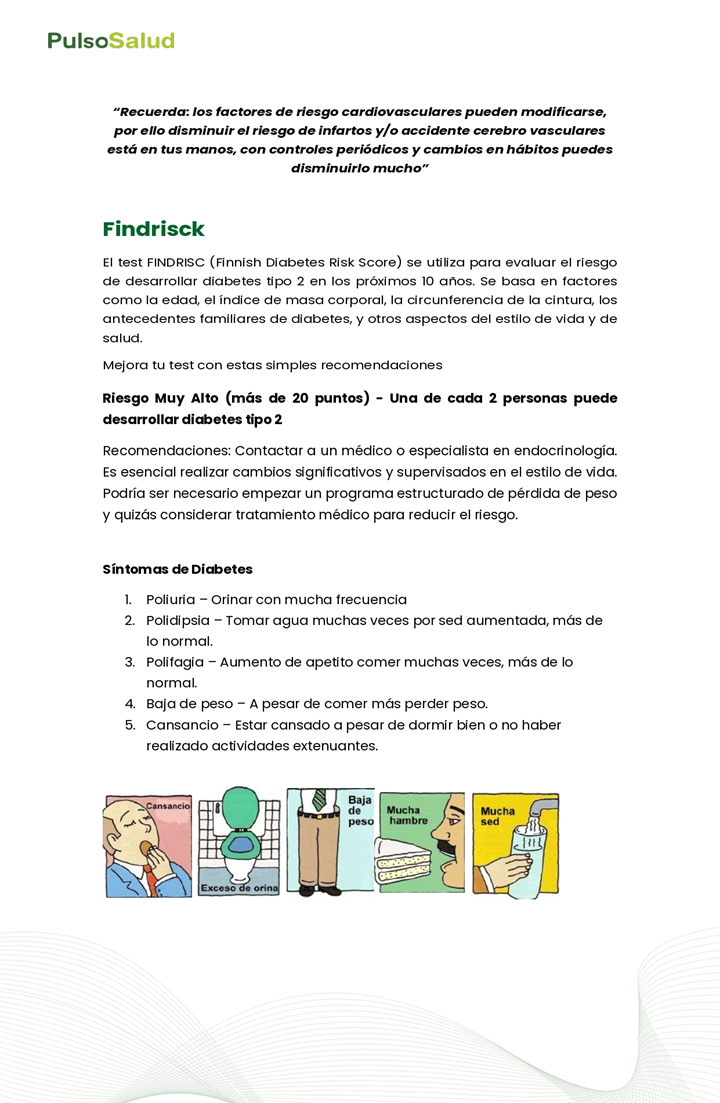 PulsoSalud
“Recuerda: los factores de riesgo cardiovasculares pueden modificarse,
por ello disminuir el riesgo de infartos y/o accidente cerebro vasculares
está en tus manos, con controles periódicos y cambios en hábitos puedes
disminuirlo mucho”
Findrisck
El test FINDRISC (Finnish Diabetes Risk Score) se utiliza para evaluar el riesgo
de desarrollar diabetes tipo 2 en los próximos 10 años. Se basa en factores
como la edad, el índice de masa corporal, la circunferencia de la cintura, los
antecedentes familiares de diabetes, y otros aspectos del estilo de vida y de
salud.
Mejora tu test con estas simples recomendaciones
Riesgo Muy Alto (más de 20 puntos) - Una de cada 2 personas puede
desarrollar diabetes tipo 2
Recomendaciones: Contactar a un médico o especialista en endocrinología.
Es esencial realizar cambios significativos y supervisados en el estilo de vida.
Podría ser necesario empezar un programa estructurado de pérdida de peso
y quizás considerar tratamiento médico para reducir el riesgo.
Síntomas de Diabetes
1. Poliuria – Orinar con mucha frecuencia
2. Polidipsia – Tomar agua muchas veces por sed aumentada, más de
lo normal.
3. Polifagia – Aumento de apetito comer muchas veces, más de lo
normal.
4. Baja de peso – A pesar de comer más perder peso.
5. Cansancio – Estar cansado a pesar de dormir bien o no haber
realizado actividades extenuantes.
Cansancio
Exceso de orina
Baja
de
peso
Mucha
hambre
Mucha
sed